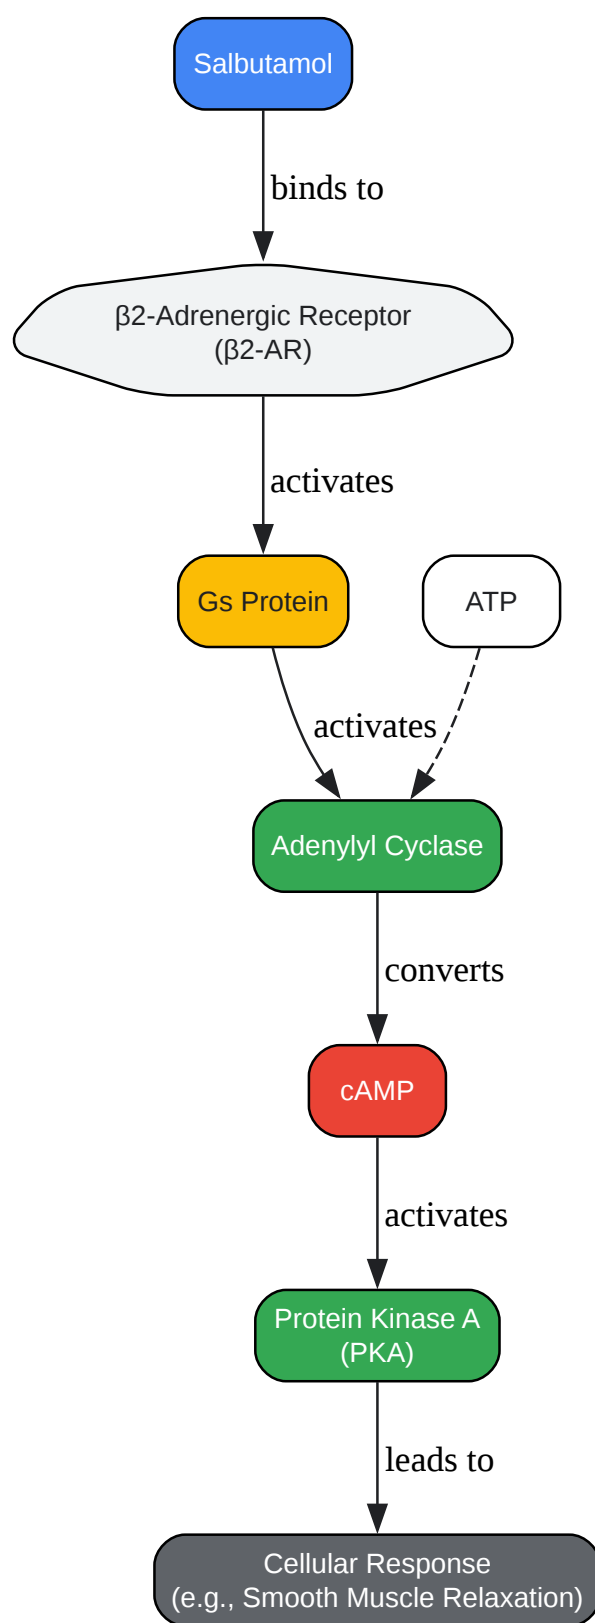 Salbutamol
binds to
β2-Adrenergic Receptor
(β2-AR)
activates
Gs Protein
ATP
activates
Adenylyl Cyclase
converts
cAMP
activates
Protein Kinase A
(PKA)
leads to
Cellular Response
(e.g., Smooth Muscle Relaxation)